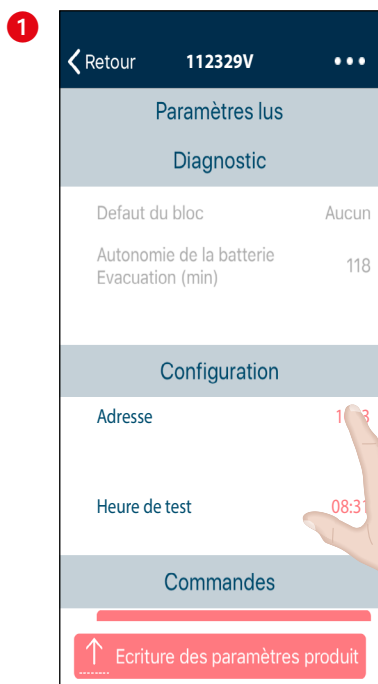 1
Retour 112329V
Paramètres lus
Diagnostic
Defaut du bloc Aucun
Autonomie de la batterie
Evacuation (min) 118
Configuration
Adresse
Heure de test 08:31
Commandes
Ecriture des paramètres produit